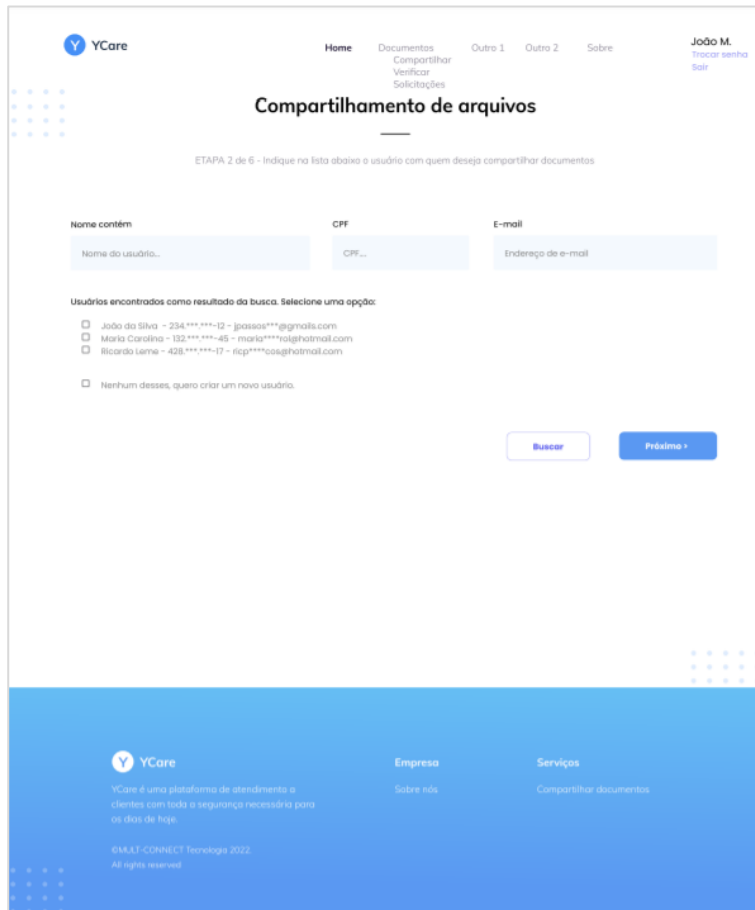 YCare
Home Documentos Outro 1 Outro 2 Sobre
João M.
Trocar senha
Sair
Compartilhar
Verificar
Solicitações
Compartilhamento de arquivos
ETAPA 2 de 6 - Indique na lista abaixo o usuário com quem deseja compartilhar documentos
Nome contém CPF E-mail
Nome do usuário... CPF... Endereço de e-mail
Usuários encontrados como resultado da busca. Selecione uma opção:
João da Silva - 234.***.***-12 - jpassos***@gmails.com
Maria Carolina - 132.***.***-45 - maria****rol@hotmail.com
Ricardo Leme - 428.***.***-17 - ricp****cos@hotmail.com
Nenhum desses, quero criar um novo usuário.
Buscar Próximo >
YCare
YCare é uma plataforma de atendimento a
clientes com toda a segurança necessária para
os dias de hoje.
©MULT-CONNECT Tecnologia 2022.
All rights reserved
Empresa
Sobre nós
Serviços
Compartilhar documentos